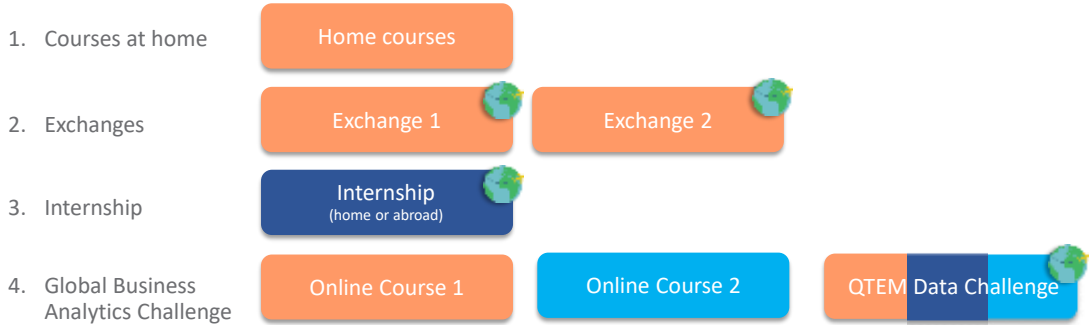 1. Courses at home
Home courses
2. Exchanges
Exchange 1
Exchange 2
3. Internship
Internship
(home or abroad)
4. Global Business
Analytics Challenge
Online Course 1
Online Course 2
QTEM Data Challenge